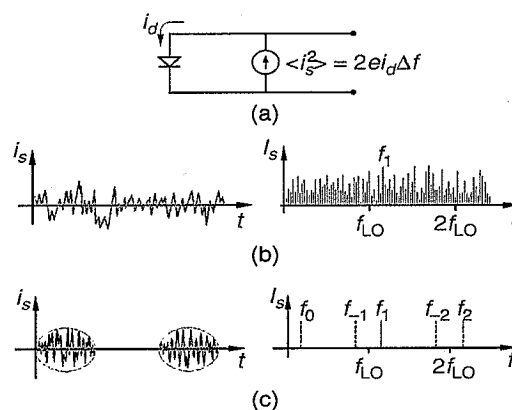 i_d
<i_s^2> = 2ei_dΔf
(a)
i_s t
I_s f_1 f_LO 2f_LO
(b)
i_s t
I_s f_0 f_-1 f_1 f_-2 f_2 f_LO 2f_LO f
(c)